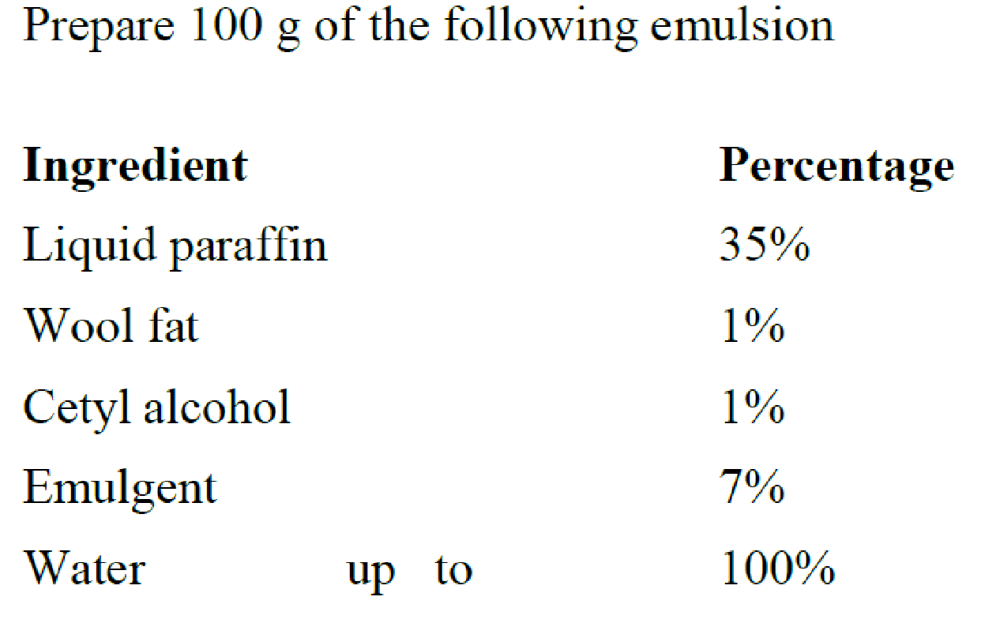 Prepare 100 g of the following emulsion
Ingredient Percentage
Liquid paraffin 35%
Wool fat 1%
Cetyl alcohol 1%
Emulgent 7%
Water up to 100%